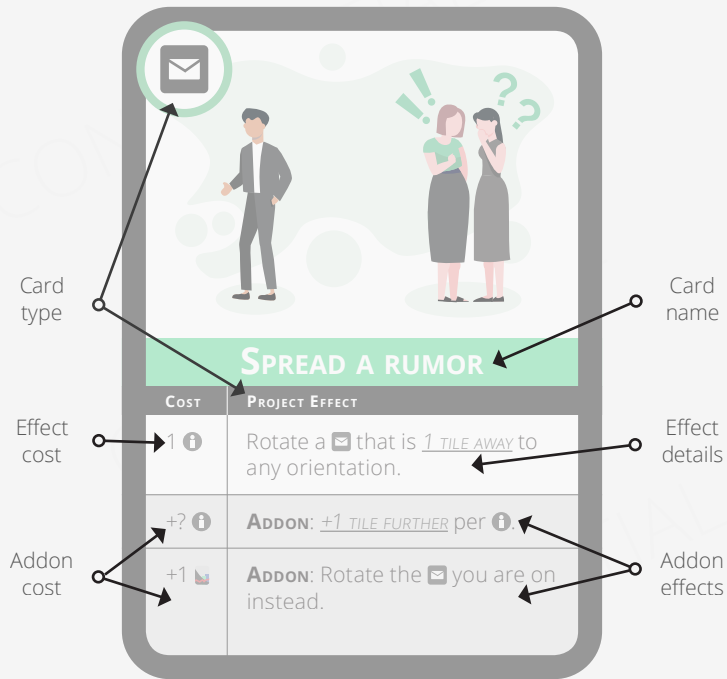 Card
type
Card
name
SPREAD A RUMOR
COST PROJECT EFFECT
Effect
cost
1
Rotate a that is 1 TILE AWAY to
any orientation.
Effect
details
+?
ADDON: +1 TILE FURTHER per .
Addon
cost
+1
ADDON: Rotate the you are on
instead.
Addon
effects